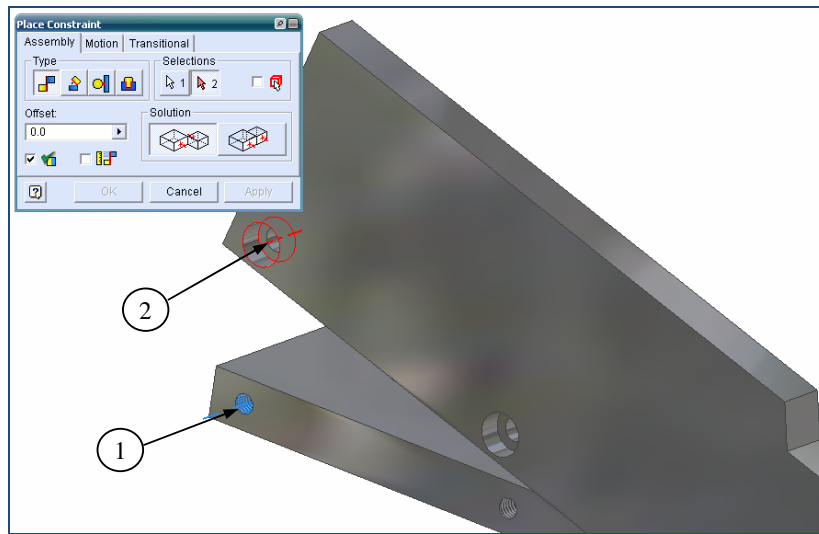 Place Constraint
Assembly Motion Transitional
Type Selections
1 2
Offset: Solution
0.0
? OK Cancel Apply
2
1